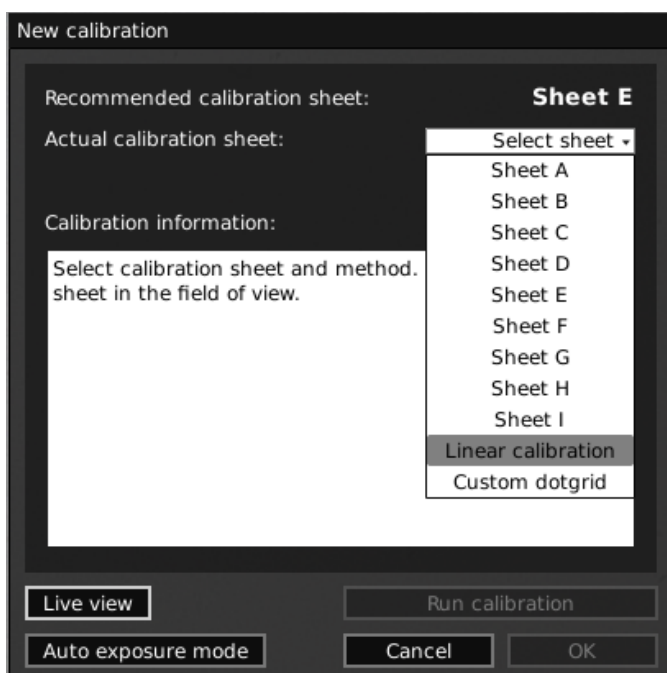 New calibration
Recommended calibration sheet: Sheet E
Actual calibration sheet: Select sheet
Sheet A
Sheet B
Calibration information:
Sheet C
Select calibration sheet and method.
Sheet D
sheet in the field of view.
Sheet E
Sheet F
Sheet G
Sheet H
Sheet I
Linear calibration
Custom dotgrid
Live view
Run calibration
Auto exposure mode
Cancel
OK